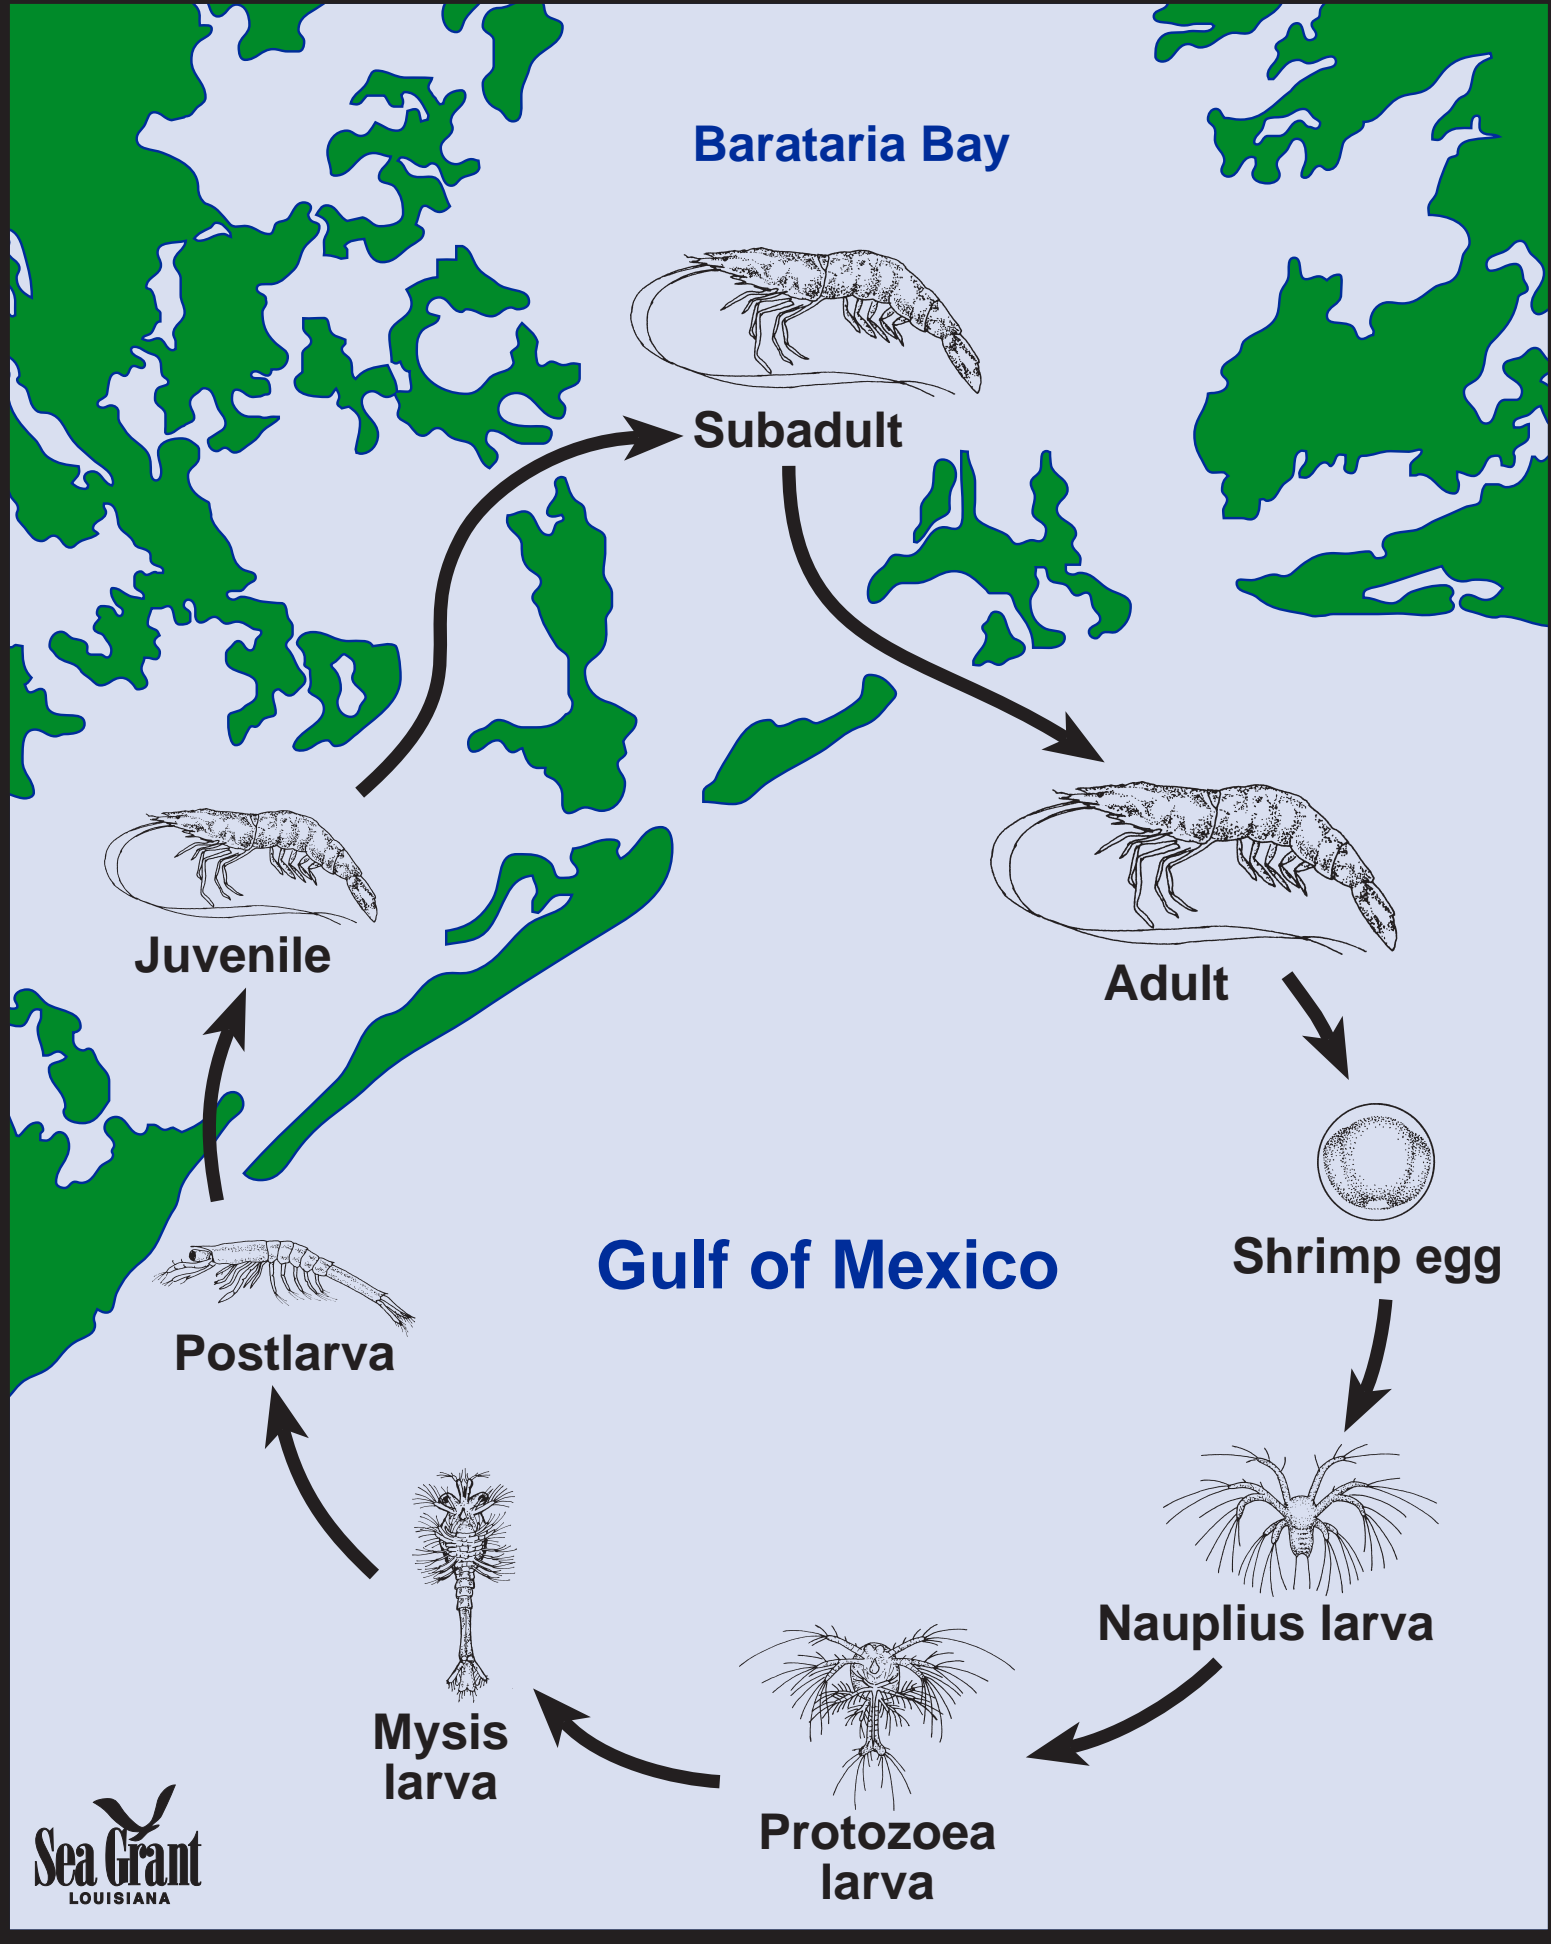 Barataria Bay
Subadult
Juvenile
Adult
Shrimp egg
Gulf of Mexico
Postlarva
Nauplius larva
Mysis
larva
Protozoea
larva
Sea Grant
LOUISIANA